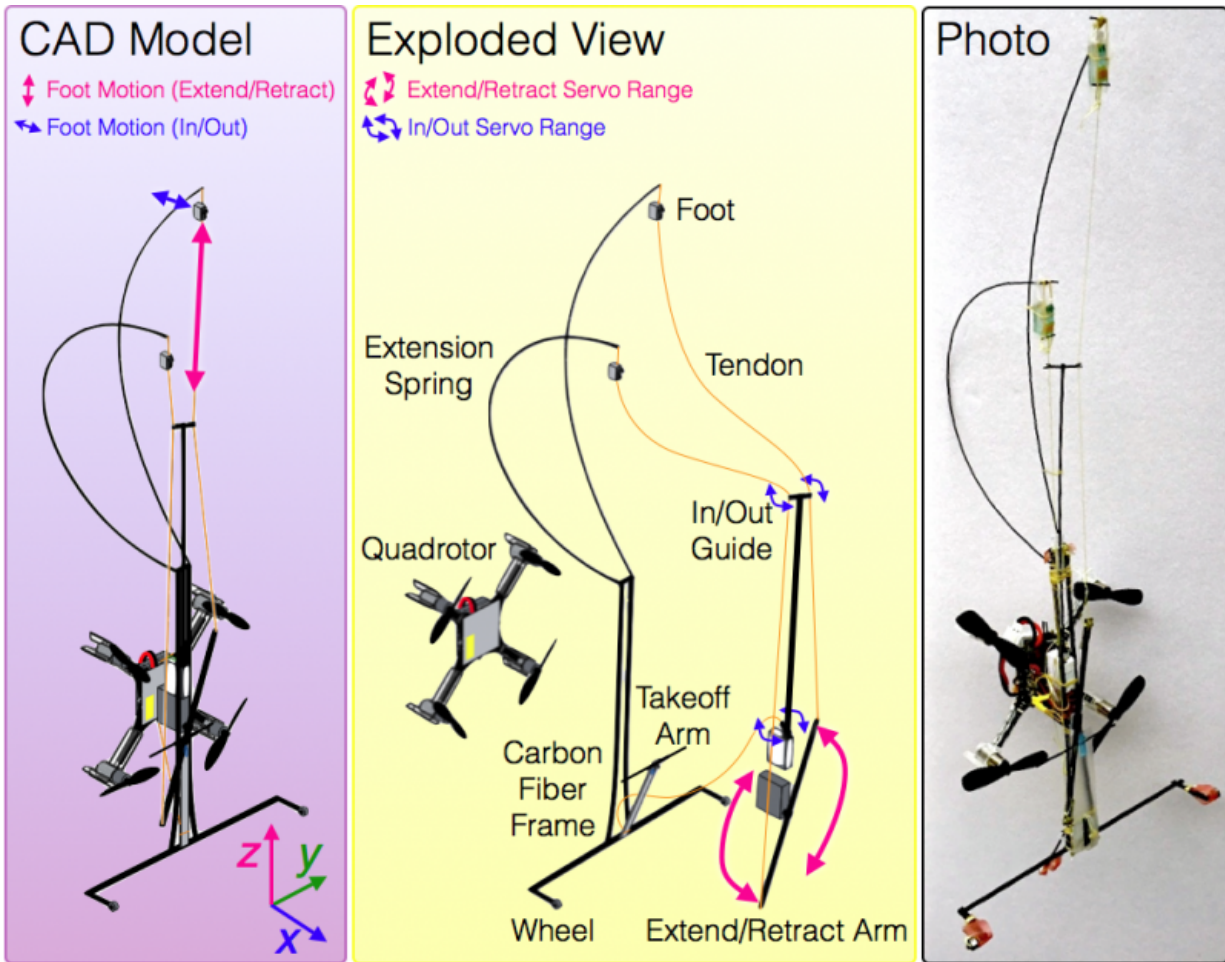 CAD Model
Foot Motion (Extend/Retract)
Foot Motion (In/Out)
z
y
x
Exploded View
Extend/Retract Servo Range
In/Out Servo Range
Foot
Extension
Spring
Tendon
In/Out
Guide
Quadrotor
Takeoff
Arm
Carbon
Fiber
Frame
Wheel
Extend/Retract Arm
Photo